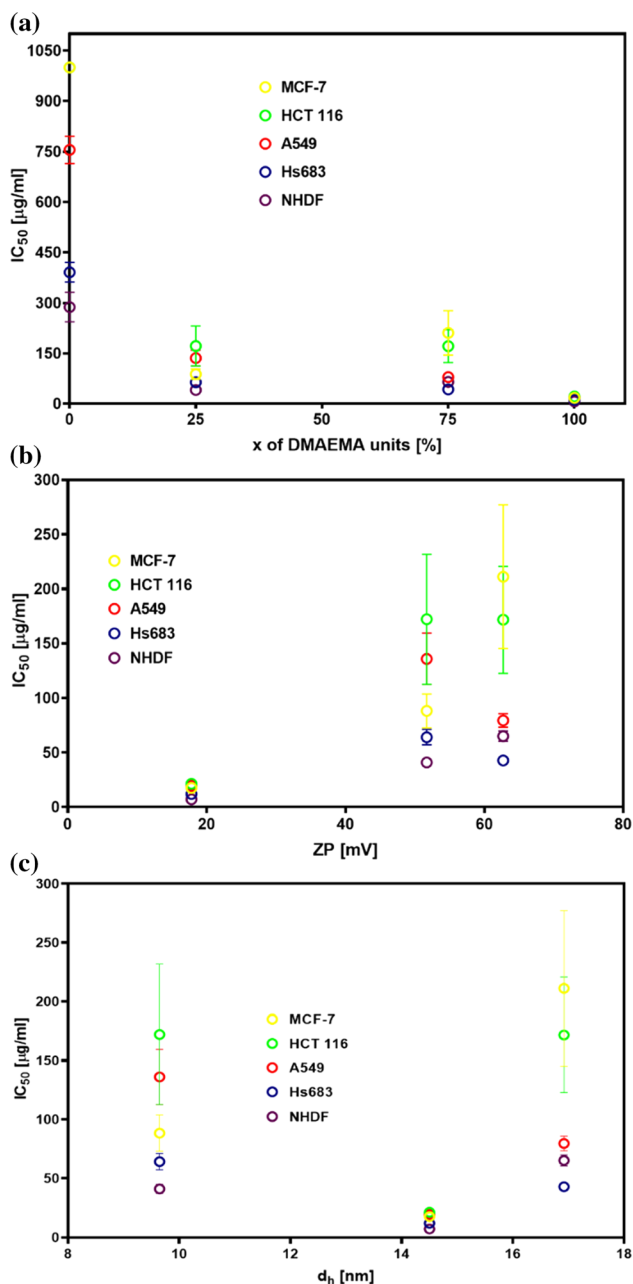 (a)
1050
900
750
600
450
300
150
0
IC50 [µg/ml]
MCF-7
HCT 116
A549
Hs683
NHDF
0 25 50 75 100
x of DMAEMA units [%]
(b)
300
250
200
150
100
50
0
IC50 [µg/ml]
MCF-7
HCT 116
A549
Hs683
NHDF
0 20 40 60 80
ZP [mV]
(c)
300
250
200
150
100
50
0
IC50 [µg/ml]
MCF-7
HCT 116
A549
Hs683
NHDF
8 10 12 14 16 18
dh [nm]